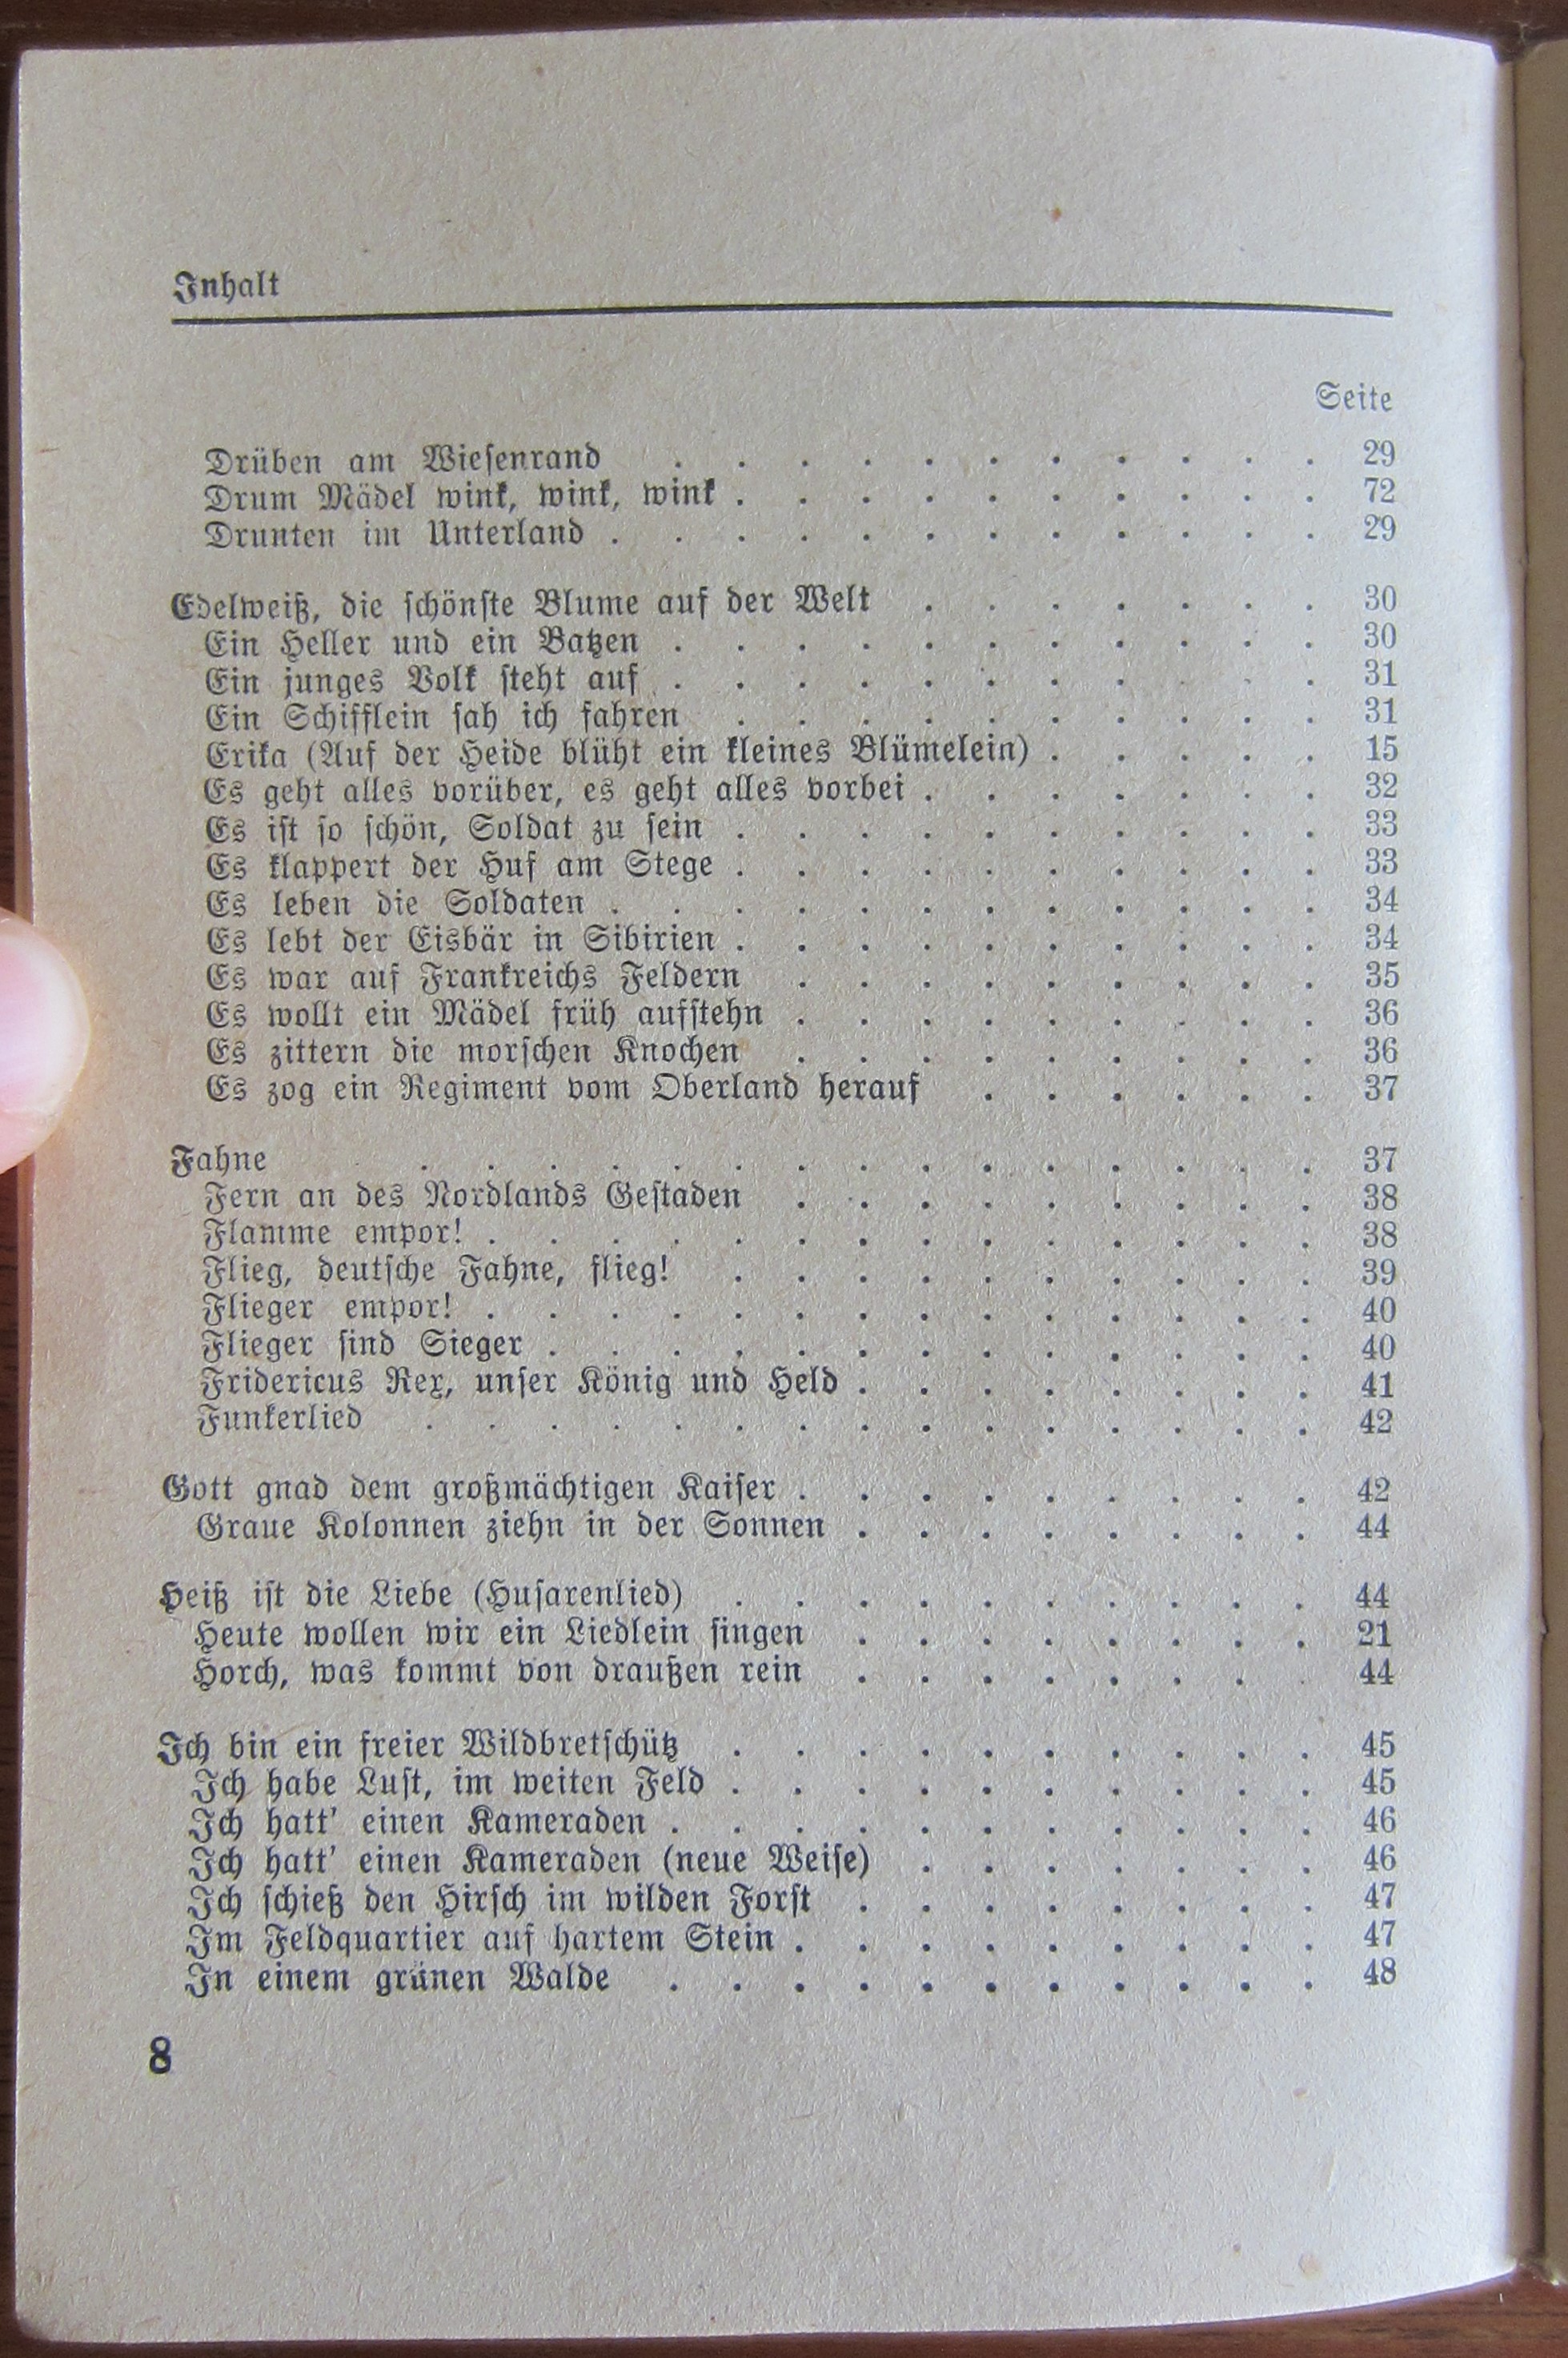 Inhalt
Seite
Drüben am Wieſenrand . . . . . . . . . . . 29
Drum Mädel wink, wink, wink . . . . . . . . . . 72
Drunten im Unterland . . . . . . . . . . . . 29
Edelweiß, die ſchönſte Blume auf der Welt . . . . . . . 30
Ein Heller und ein Batzen . . . . . . . . . . . 30
Ein junges Volk ſteht auf . . . . . . . . . . . 31
Ein Schifflein ſah ich fahren . . . . . . . . . . 31
Erika (Auf der Heide blüht ein kleines Blümelein) . . . . . 15
Es geht alles vorüber, es geht alles vorbei . . . . . . . 32
Es iſt ſo ſchön, Soldat zu ſein . . . . . . . . . . 33
Es klappert der Huf am Stege . . . . . . . . . . 33
Es leben die Soldaten . . . . . . . . . . . . 34
Es lebt der Eisbär in Sibirien . . . . . . . . . . 34
Es war auf Frankreichs Feldern . . . . . . . . . 35
Es wollt ein Mädel früh aufſtehn . . . . . . . . . 36
Es zittern die morſchen Knochen . . . . . . . . . 36
Es zog ein Regiment vom Oberland herauf . . . . . . 37
Fahne . . . . . . . . . . . . . . . 37
Fern an des Nordlands Geſtaden . . . . . . . . . 38
Flamme empor! . . . . . . . . . . . . . . 38
Flieg, deutſche Fahne, flieg! . . . . . . . . . . 39
Flieger empor! . . . . . . . . . . . . . . 40
Flieger ſind Sieger . . . . . . . . . . . . . 40
Fridericus Rex, unſer König und Held . . . . . . . . 41
Funkerlied . . . . . . . . . . . . . . . 42
Gott gnad dem großmächtigen Kaiſer . . . . . . . . . 42
Graue Kolonnen ziehn in der Sonnen . . . . . . . . 44
Heiß iſt die Liebe (Huſarenlied) . . . . . . . . . . 44
Heute wollen wir ein Liedlein ſingen . . . . . . . . 21
Horch, was kommt von draußen rein . . . . . . . . 44
Ich bin ein freier Wildbretſchütz . . . . . . . . . . 45
Ich habe Luſt, im weiten Feld . . . . . . . . . . 45
Ich hatt' einen Kameraden . . . . . . . . . . . 46
Ich hatt' einen Kameraden (neue Weiſe) . . . . . . . 46
Ich ſchieß den Hirſch im wilden Forſt . . . . . . . . 47
Im Feldquartier auf hartem Stein . . . . . . . . . 47
In einem grünen Walde . . . . . . . . . . . 48
8